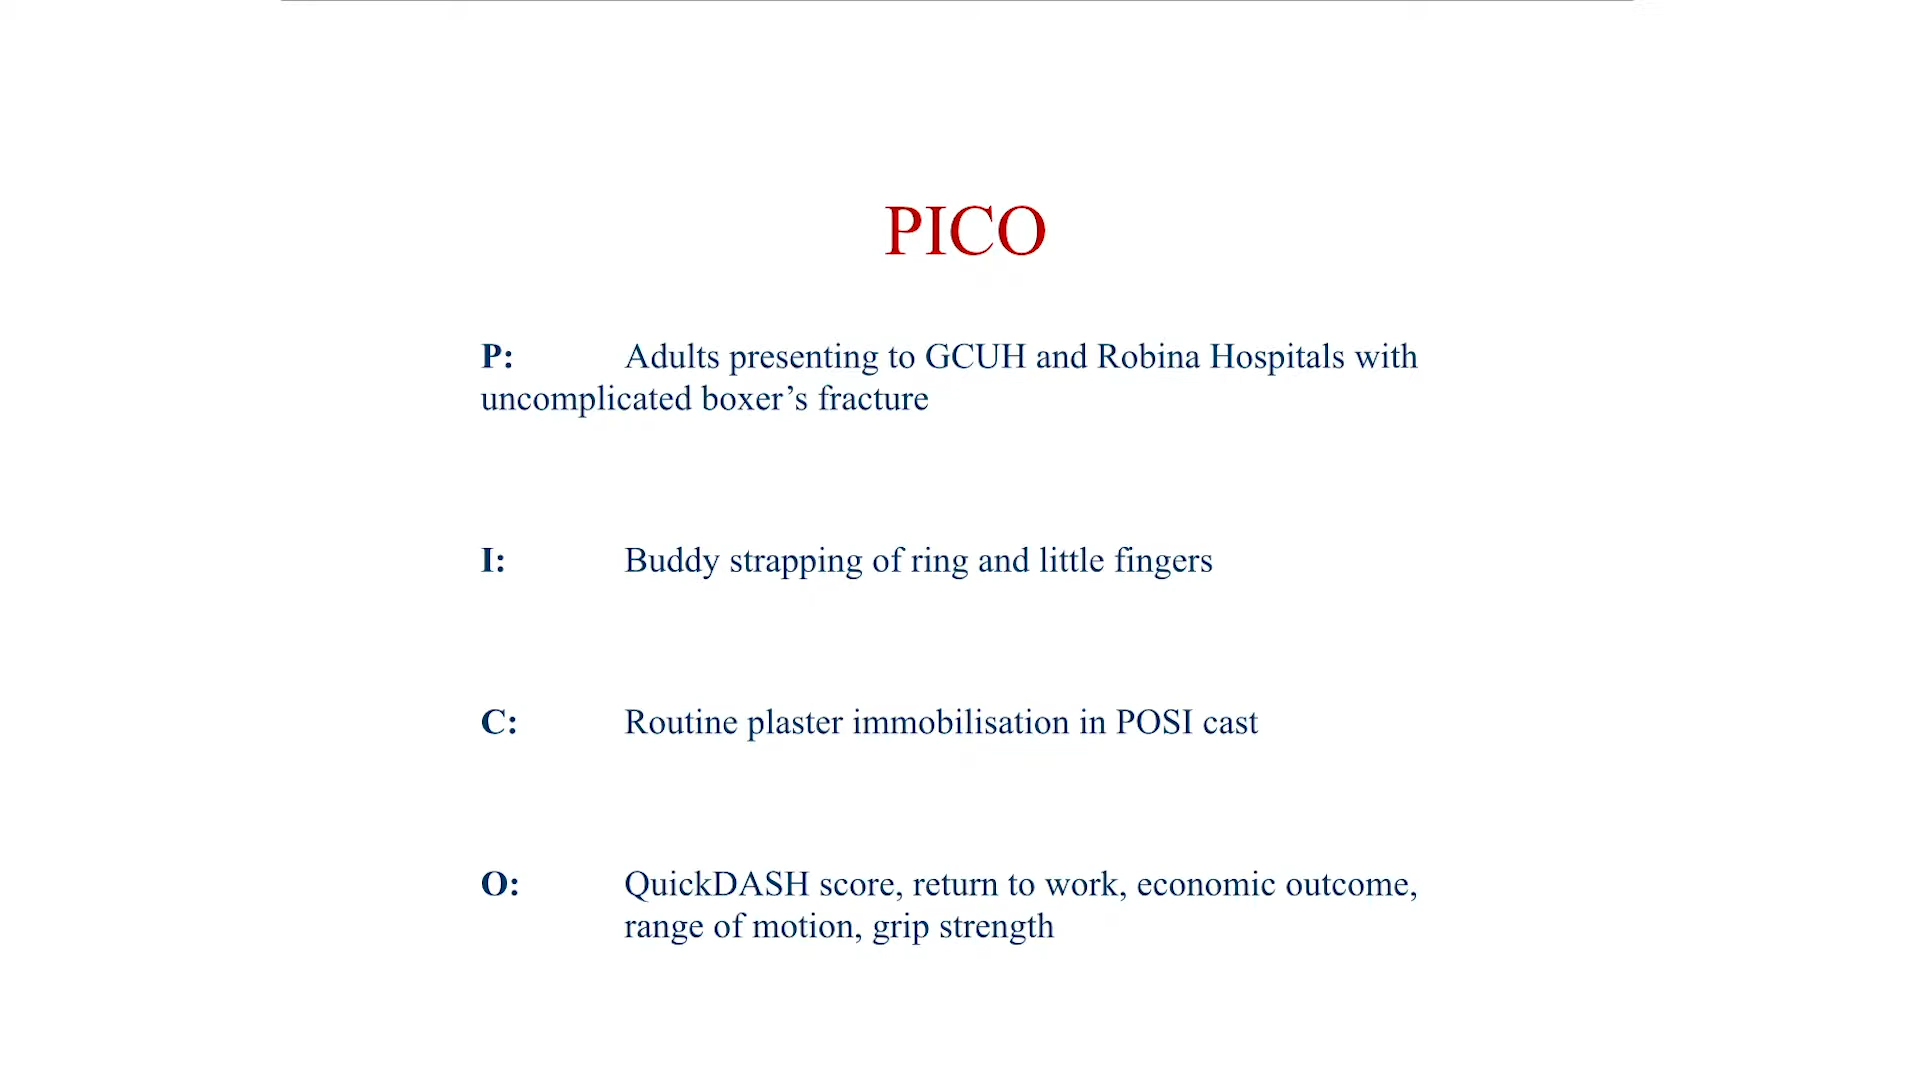 PICO
P: Adults presenting to GCUH and Robina Hospitals with
uncomplicated boxer’s fracture
I: Buddy strapping of ring and little fingers
C: Routine plaster immobilisation in POSI cast
O: QuickDASH score, return to work, economic outcome,
range of motion, grip strength